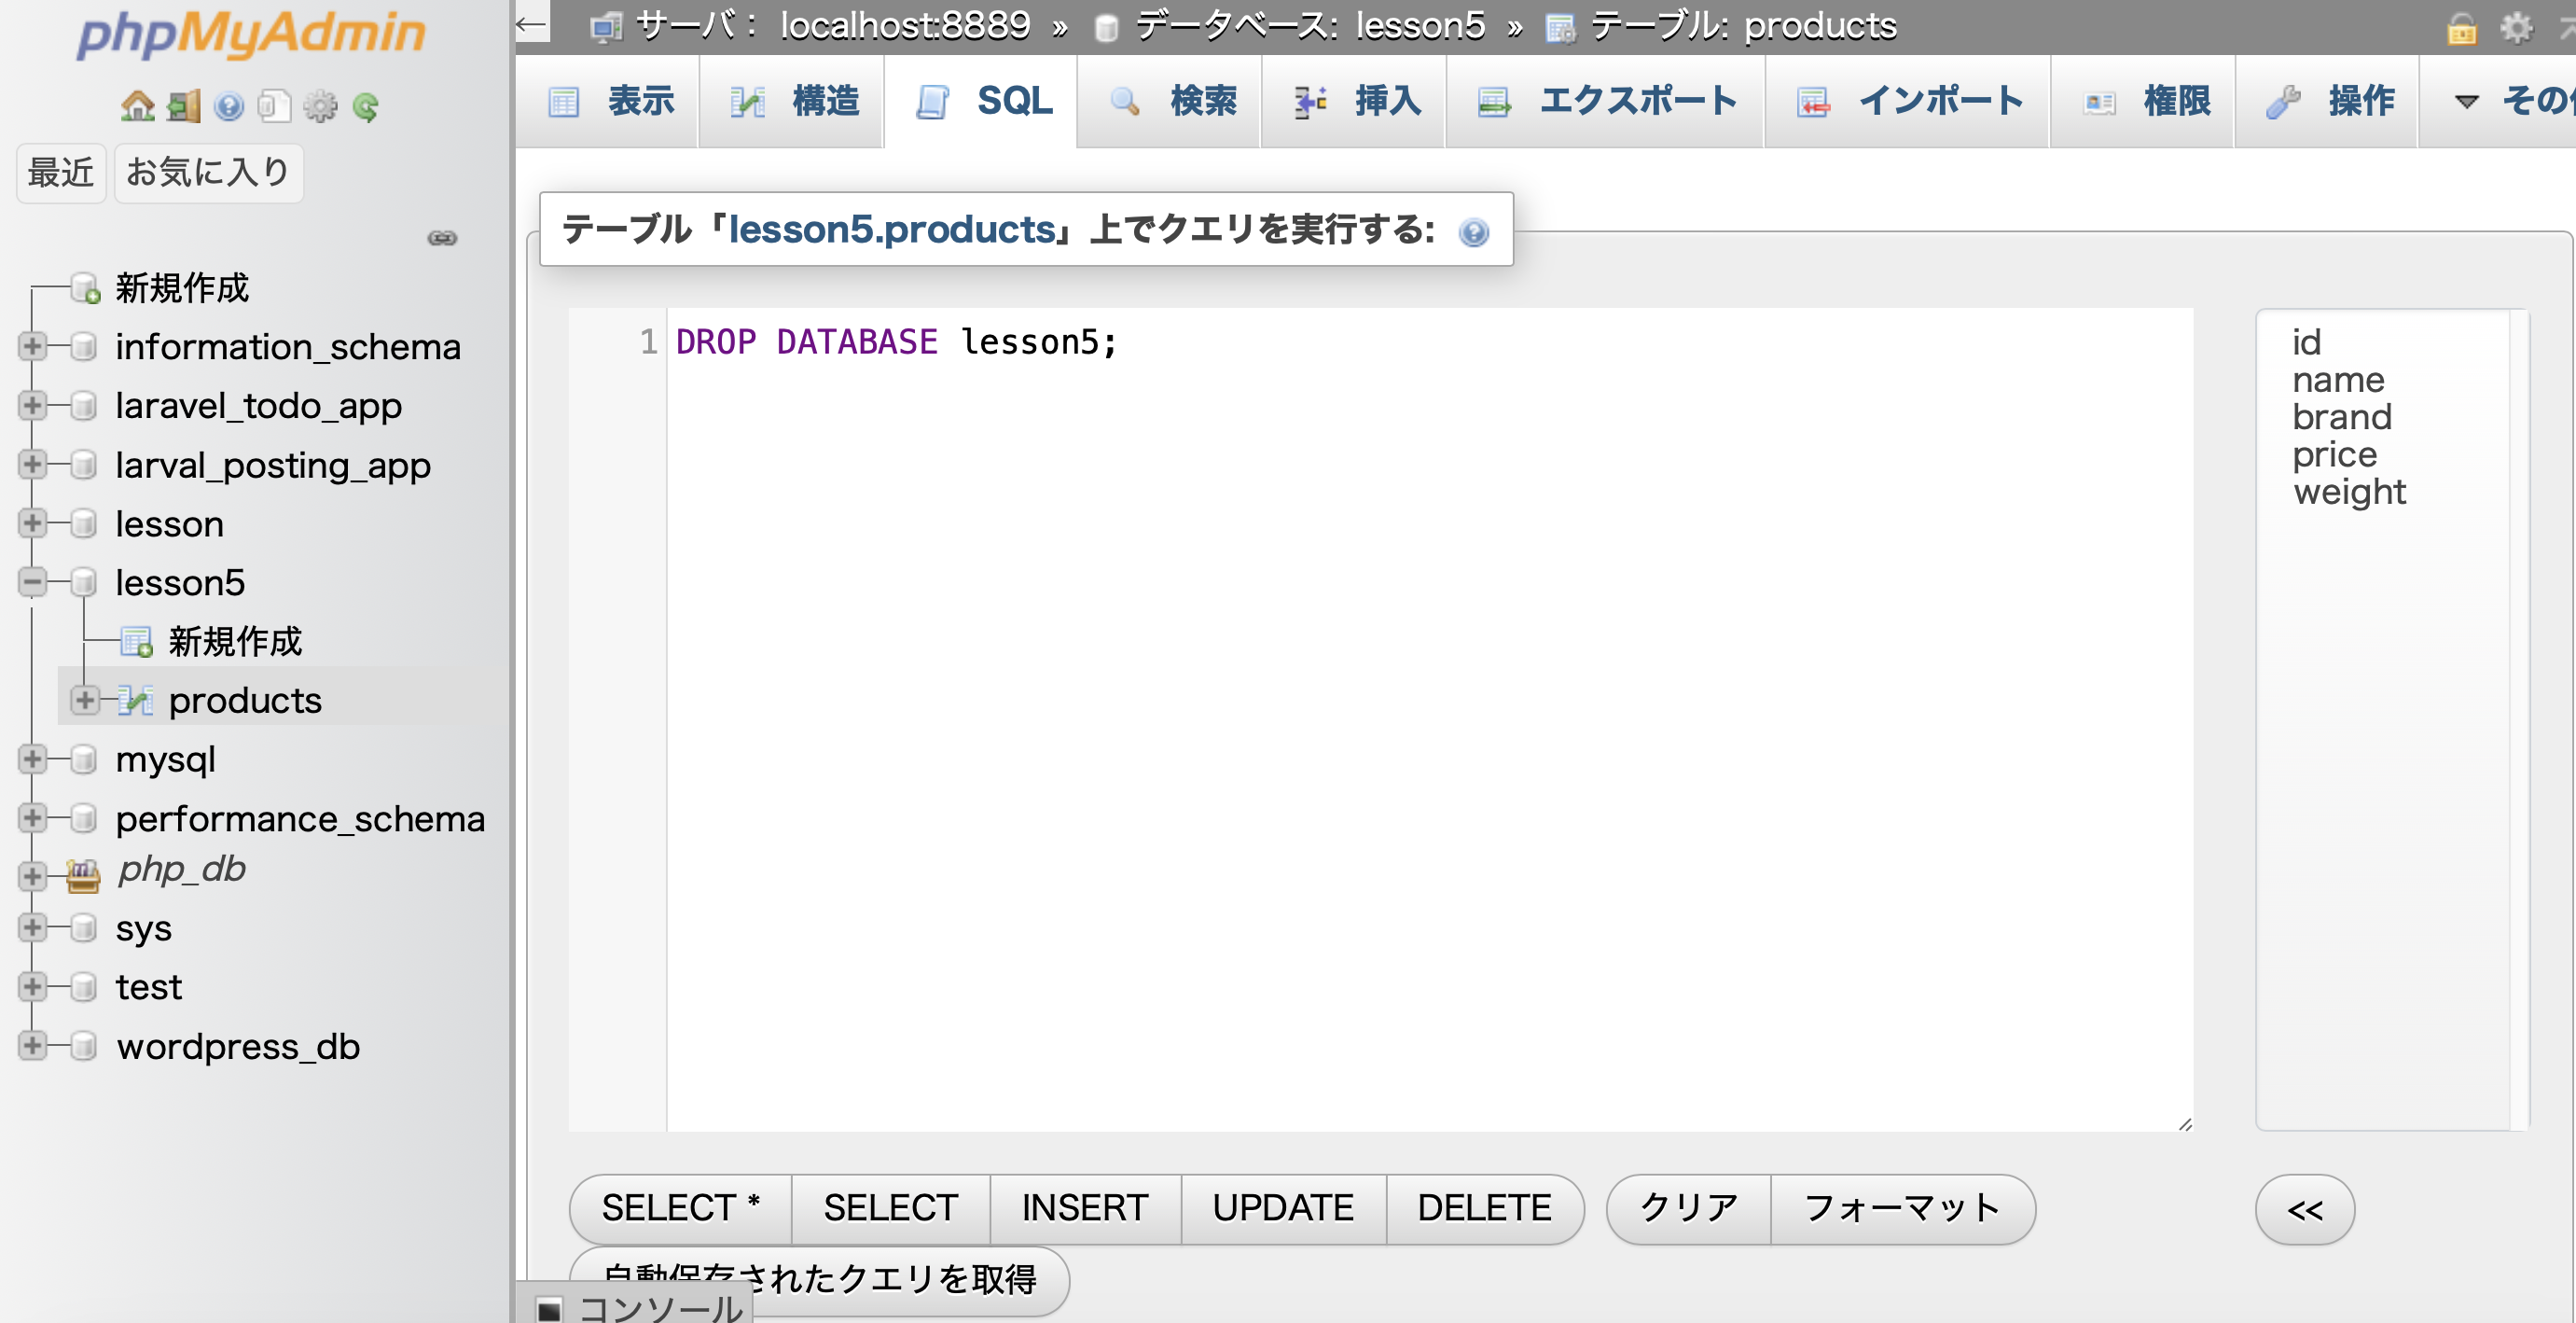 phpMyAdmin
最近 お気に入り
新規作成
information_schema
laravel_todo_app
larval_posting_app
lesson
lesson5
新規作成
products
mysql
performance_schema
php_db
sys
test
wordpress_db
サーバ： localhost:8889 » データベース: lesson5 » テーブル: products
表示 構造 SQL 検索 挿入 エクスポート インポート 権限 操作
テーブル「lesson5.products」上でクエリを実行する:
1 DROP DATABASE lesson5;
id
name
brand
price
weight
SELECT * SELECT INSERT UPDATE DELETE クリア フォーマット <<
自動保存されたクエリを取得
コンソール